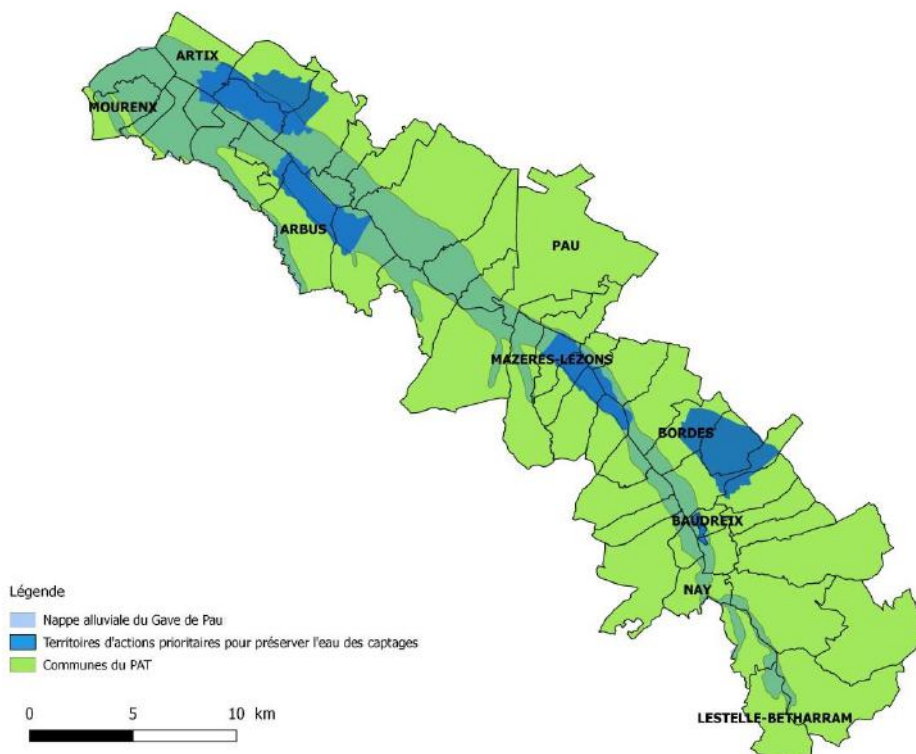 ARTIX
MOURENX
ARBUS
PAU
MAZERES-LEZONS
BORDES
BAUDREIX
NAY
LESTELLE-BETHARRAM
Légende
Nappe alluviale du Gave de Pau
Territoires d'actions prioritaires pour préserver l'eau des captages
Communes du PAT
0 5 10 km